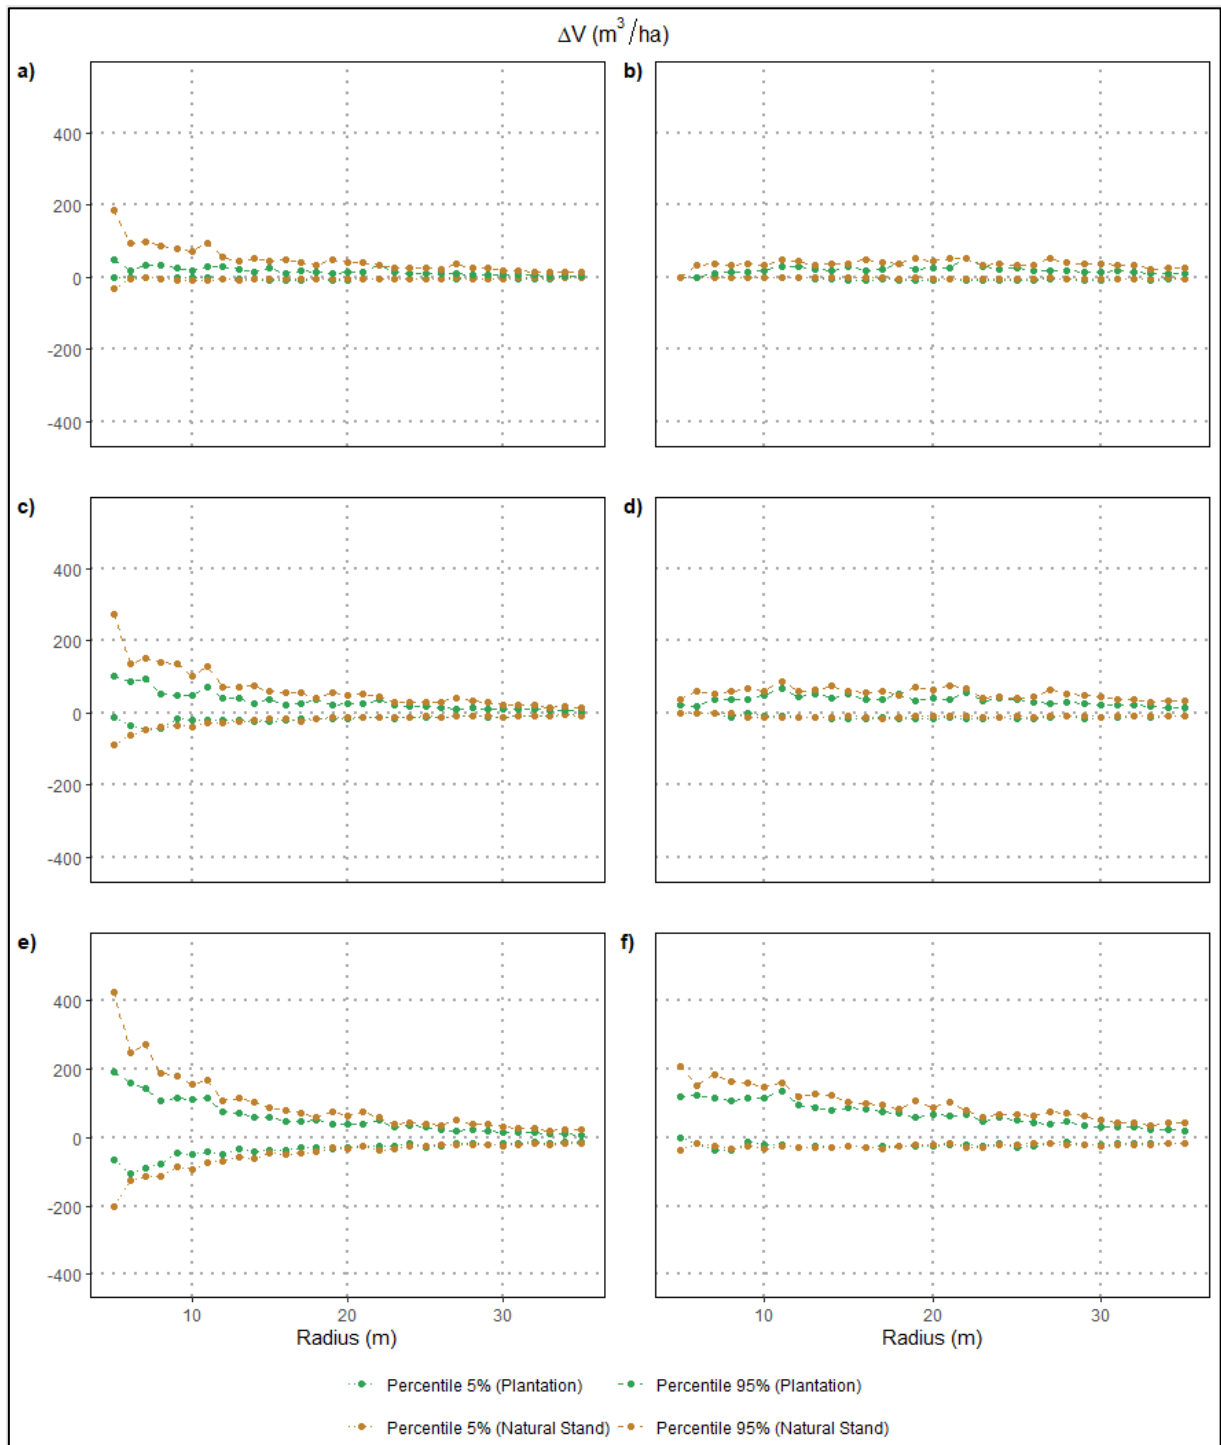 ΔV (m³/ha)
a) b)
400
200
0
-200
-400
c) d)
400
200
0
-200
-400
e) f)
400
200
0
-200
-400
10 20 30 10 20 30
Radius (m) Radius (m)
Percentile 5% (Plantation) Percentile 95% (Plantation)
Percentile 5% (Natural Stand) Percentile 95% (Natural Stand)